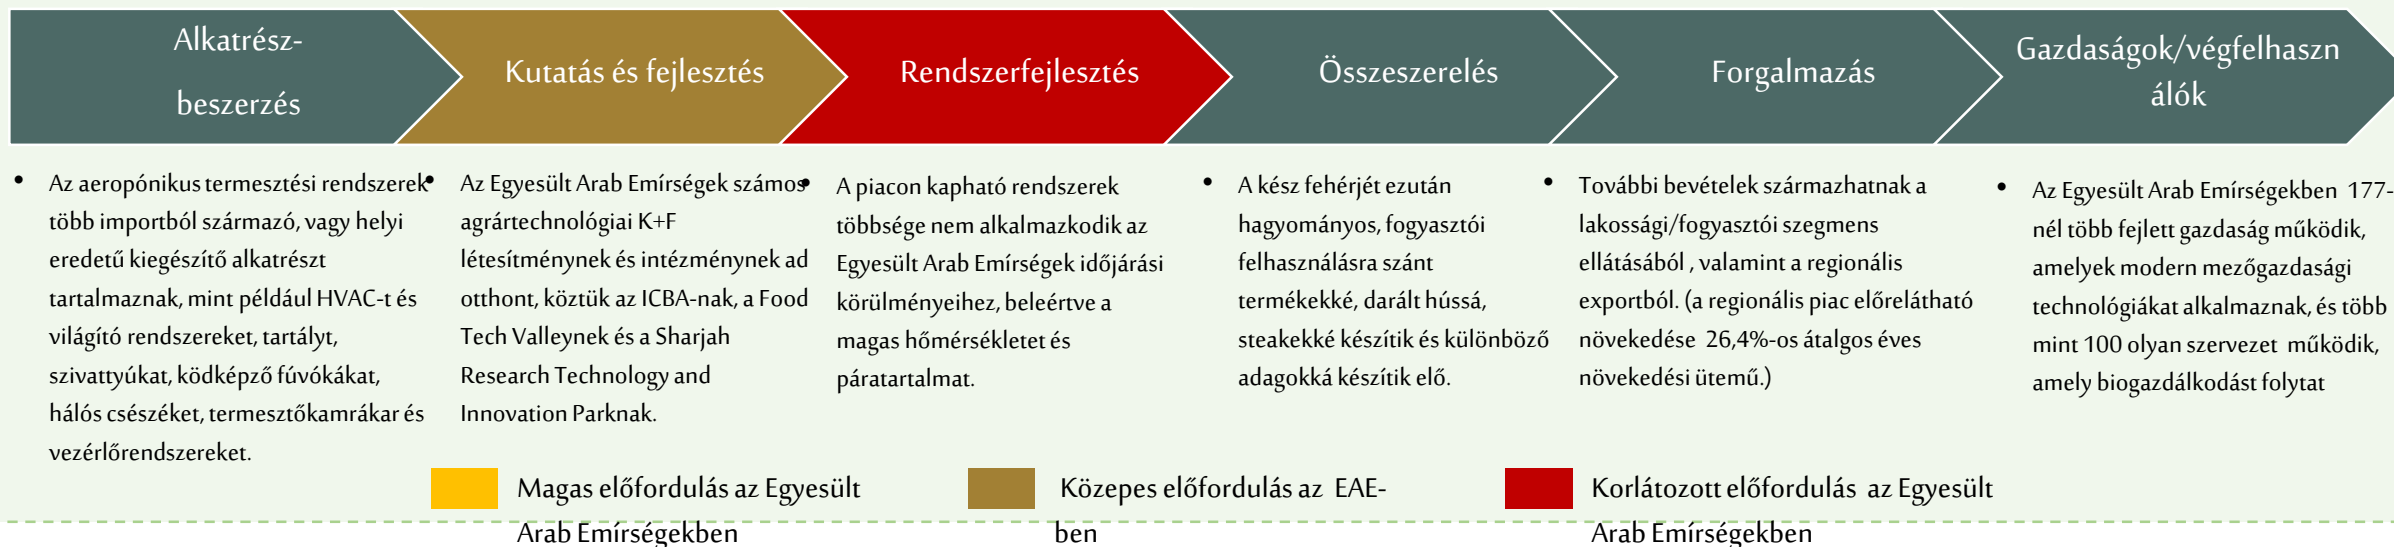 Alkatrész-
beszerzés
Kutatás és fejlesztés
Rendszerfejlesztés
Összeszerelés
Forgalmazás
Gazdaságok/végfelhaszn
álók
• Az aeropónikus termesztési rendszerek
több importból származó, vagy helyi
eredetű kiegészítő alkatrészt
tartalmaznak, mint például HVAC-t és
világító rendszereket, tartályt,
szivattyúkat, ködképző fúvókákat,
hálós csészéket, termesztőkamrákar és
vezérlőrendszereket.
• Az Egyesült Arab Emírségek számos
agrártechnológiai K+F
létesítménynek és intézménynek ad
otthont, köztük az ICBA-nak, a Food
Tech Valleynek és a Sharjah
Research Technology and
Innovation Parknak.
• A piacon kapható rendszerek
többsége nem alkalmazkodik az
Egyesült Arab Emírségek időjárási
körülményeihez, beleértve a
magas hőmérsékletet és
páratartalmat.
• A kész fehérjét ezután
hagyományos, fogyasztói
felhasználásra szánt
termékekké, darált hússá,
steakekké készítik és különböző
adagokká készítik elő.
• További bevételek származhatnak a
lakossági/fogyasztói szegmens
ellátásából , valamint a regionális
exportból. (a regionális piac előrelátható
növekedése 26,4%-os átalgos éves
növekedési ütemű.)
• Az Egyesült Arab Emírségekben 177-
nél több fejlett gazdaság működik,
amelyek modern mezőgazdasági
technológiákat alkalmaznak, és több
mint 100 olyan szervezet működik,
amely biogazdálkodást folytat
Magas előfordulás az Egyesült
Arab Emírségekben
Közepes előfordulás az EAE-
ben
Korlátozott előfordulás az Egyesült
Arab Emírségekben